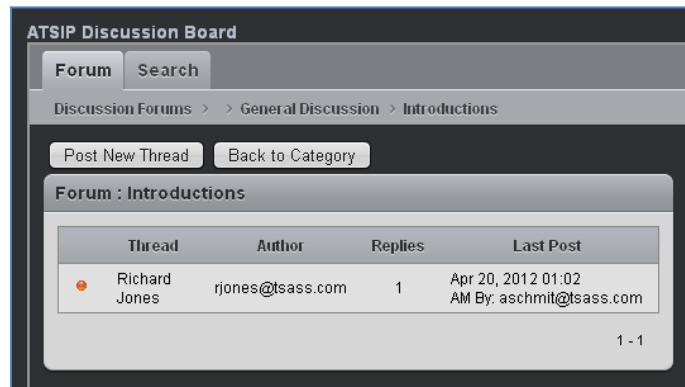 ATSIP Discussion Board
Forum Search
Discussion Forums > > General Discussion > Introductions
Post New Thread Back to Category
Forum : Introductions
Thread Author Replies Last Post
Richard Jones rjones@tsass.com 1 Apr 20, 2012 01:02
AM By: aschmit@tsass.com
1 - 1